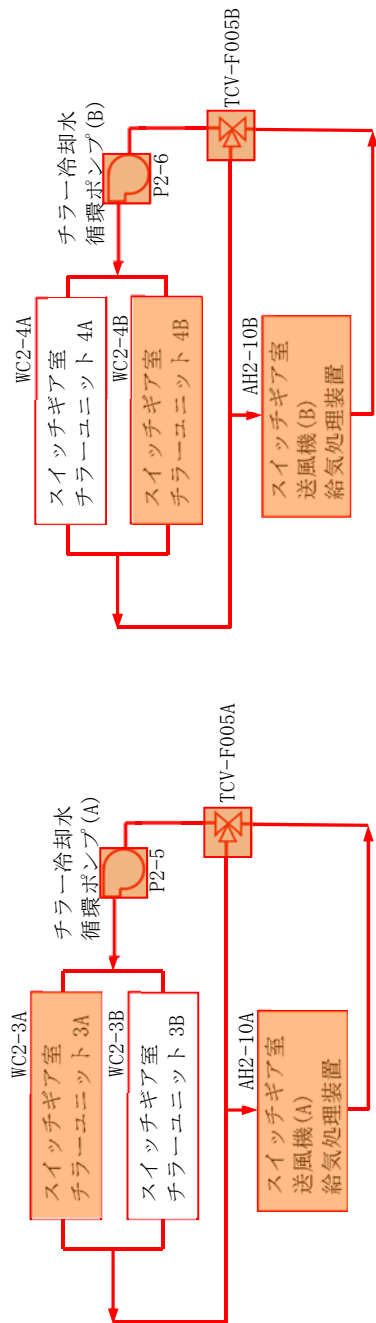 チラー冷却水
循環ポンプ(A)
P2-5
WC2-3A
スイッチギア室
チラーユニット 3A
WC2-3B
スイッチギア室
チラーユニット 3B
TCV-F005A
AH2-10A
スイッチギア室
送風機(A)
給気処理装置
チラー冷却水
循環ポンプ(B)
P2-6
WC2-4A
スイッチギア室
チラーユニット 4A
WC2-4B
スイッチギア室
チラーユニット 4B
TCV-F005B
AH2-10B
スイッチギア室
送風機(B)
給気処理装置